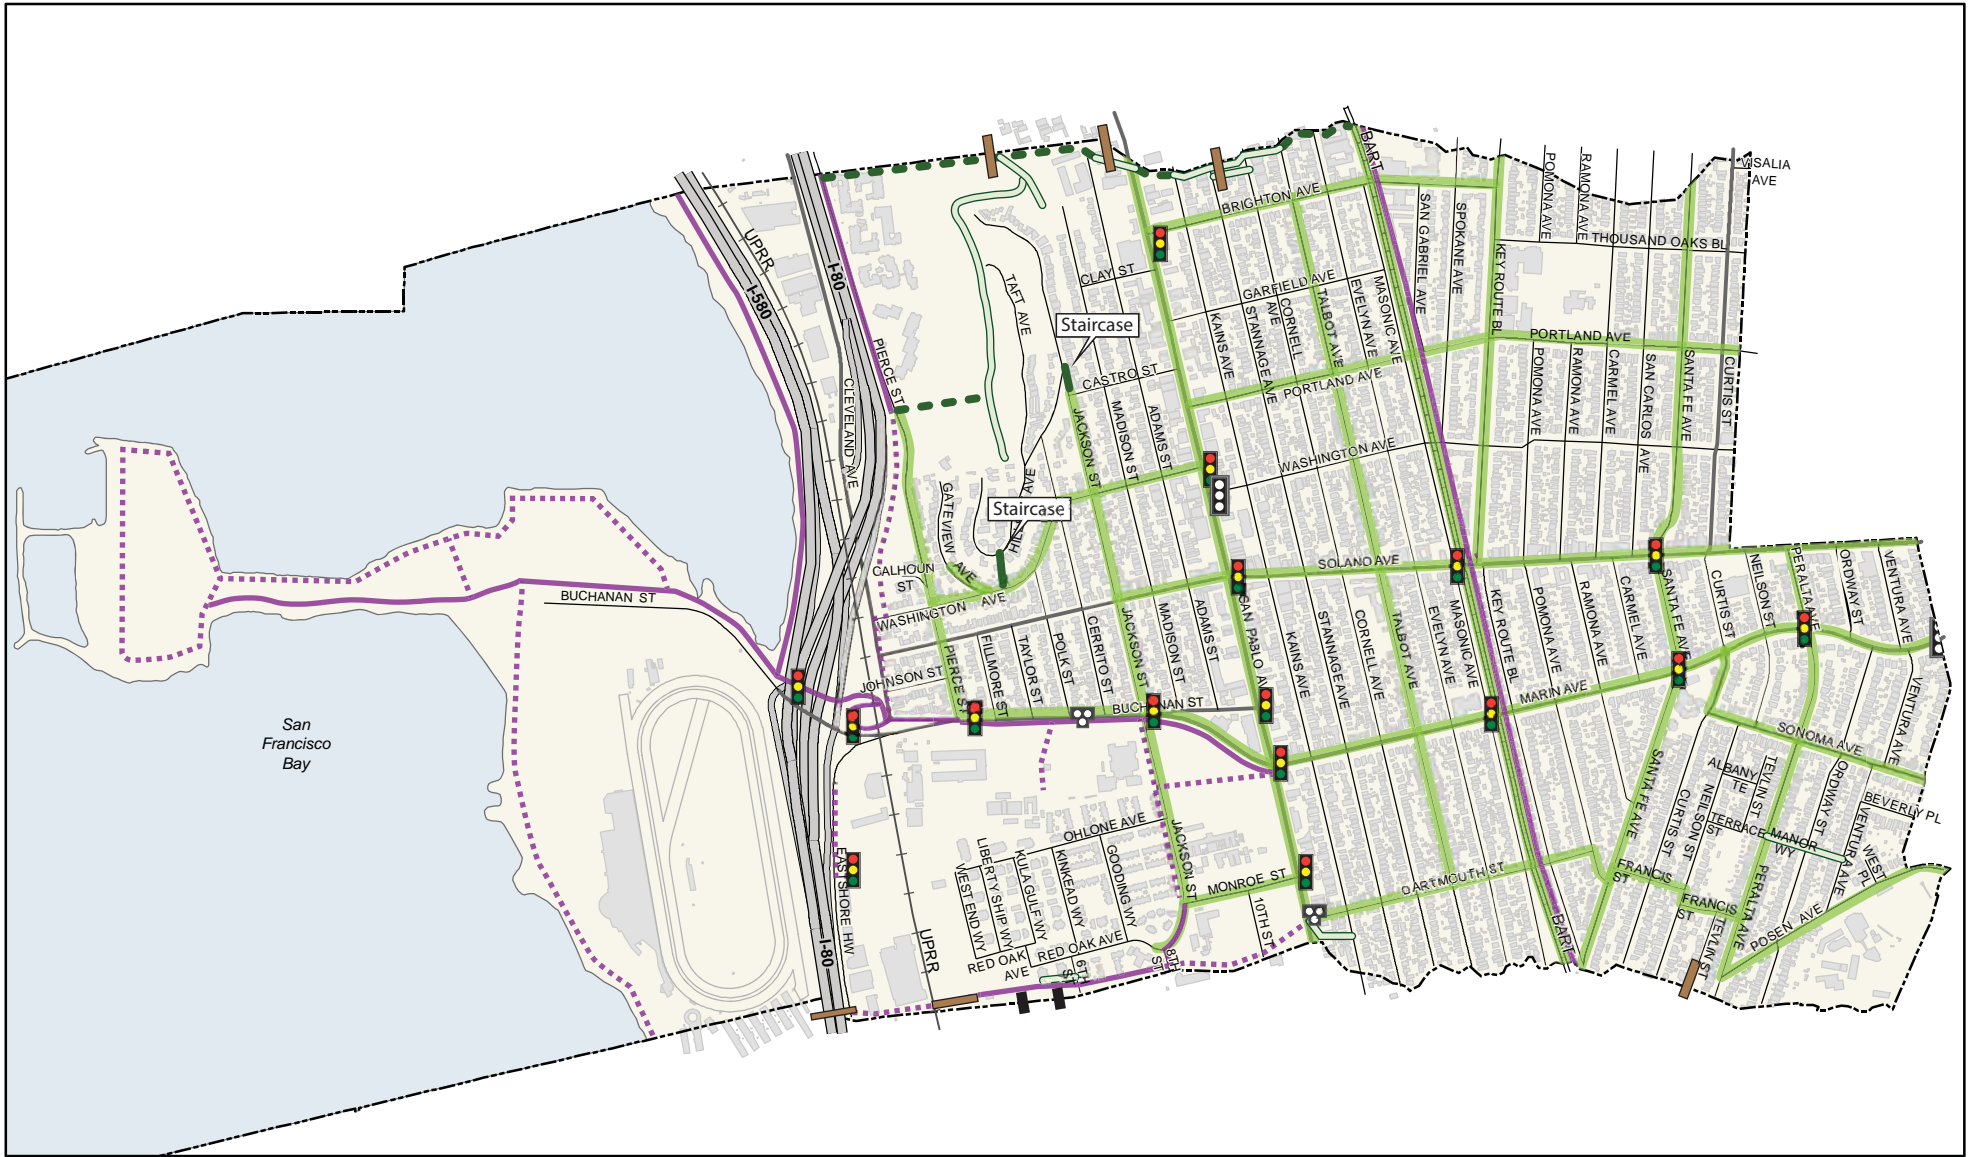 VISALIA
AVE
POMONA AVE
RAMONA AVE
BART
BRIGHTON AVE
SAN GABRIEL AVE
SPOKANE AVE
KEY ROUTE BL
THOUSAND OAKS BL
UPRR
I-80
I-580
CLAY ST
GARFIELD AVE
TAFT AVE
KAINS AVE
STANNAGE AVE
CORNELL
AVE
TALBOT AVE
EVELYN AVE
MASONIC AVE
Staircase
PIERCE ST
CLEVELAND AVE
CASTRO ST
PORTLAND AVE
PORTLAND AVE
POMONA AVE
RAMONA AVE
CARMEL AVE
SAN CARLOS AVE
SANTA FE AVE
CURTIS ST
JACKSON ST
MADISON ST
ADAMS ST
WASHINGTON AVE
GATEVIEW
AVE
AVE
Staircase
CALHOUN
ST
WASHINGTON AVE
SOLANO AVE
BUCHANAN ST
JOHNSON ST
PIERCE ST
FILLMORE ST
TAYLOR ST
POLK ST
CERRITO ST
JACKSON ST
MADISON ST
ADAMS ST
KAINS AVE
STANNAGE AVE
CORNELL AVE
TALBOT AVE
EVELYN AVE
MASONIC AVE
KEY ROUTE BL
POMONA AVE
RAMONA AVE
CARMEL AVE
SANTA FE AVE
CURTIS ST
NEILSON ST
PERALTA AVE
ORDWAY ST
VENTURA AVE
BUCHANAN ST
MARIN AVE
San
Francisco
Bay
SONOMA AVE
VENTURA AVE
ALBANY
TE
TEVLIN ST
NEILSON ST
CURTIS ST
SANTA FE AVE
TERRACE
ST
MANOR
WY
ORDWAY ST
VENTURA AVE
BEVERLY PL
WEST
PL
OHLONE AVE
JACKSON ST
MONROE ST
10TH ST
DARTMOUTH ST
FRANCIS
ST
FRANCIS
ST
PERALTA AVE
POSEN AVE
TEVLIN ST
BART
EAST SHORE HWY
I-80
UPRR
WEST END WY
LIBERTY SHIP WY
KULA GULF WY
KINKEAD WY
GOODING WY
RED OAK
AVE
RED OAK AVE
6TH
ST
8TH
ST